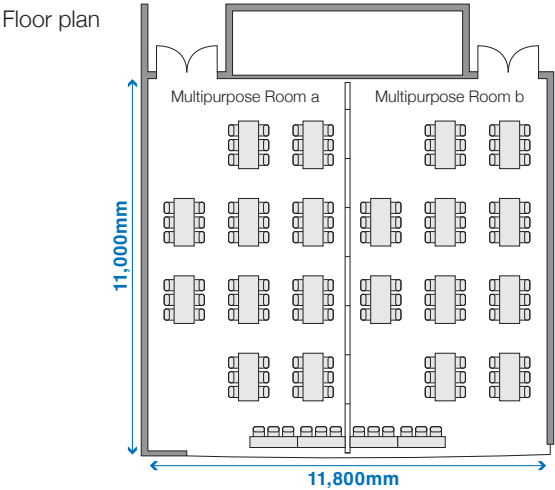 Floor plan
Multipurpose Room a
Multipurpose Room b
11,000mm
11,800mm